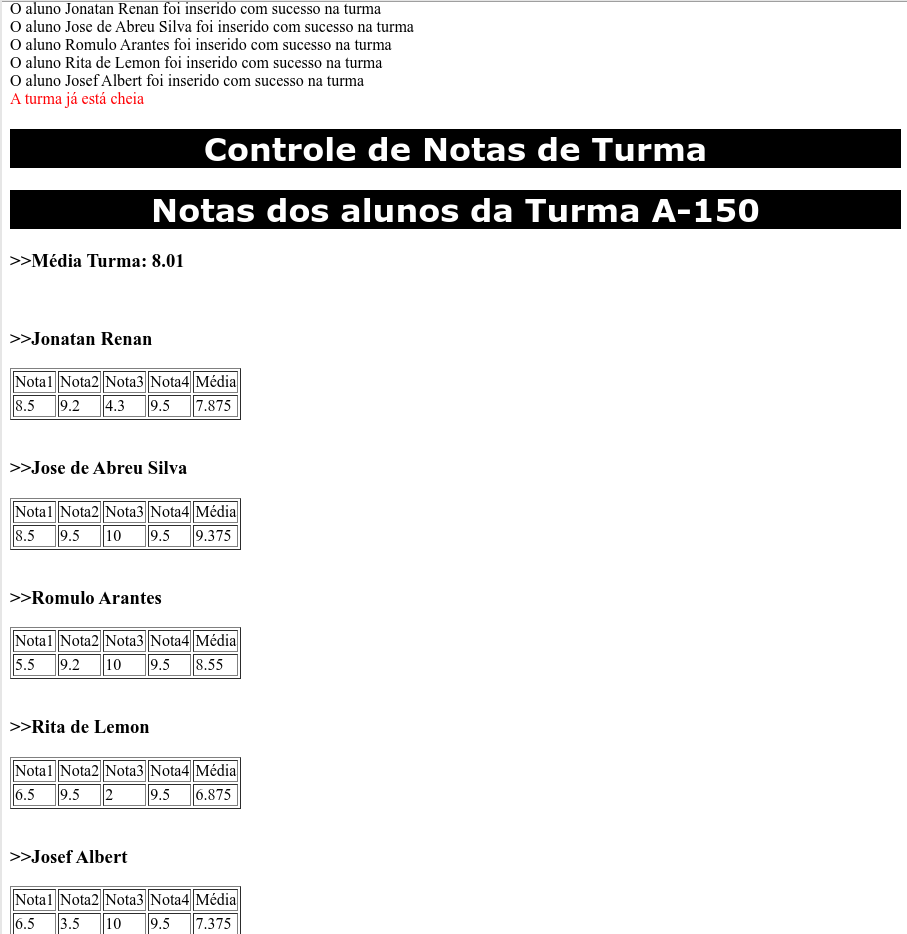 O aluno Jonatan Renan foi inserido com sucesso na turma
O aluno Jose de Abreu Silva foi inserido com sucesso na turma
O aluno Romulo Arantes foi inserido com sucesso na turma
O aluno Rita de Lemon foi inserido com sucesso na turma
O aluno Josef Albert foi inserido com sucesso na turma
A turma já está cheia
Controle de Notas de Turma
Notas dos alunos da Turma A-150
>>Média Turma: 8.01
>>Jonatan Renan
Nota1 Nota2 Nota3 Nota4 Média
8.5 9.2 4.3 9.5 7.875
>>Jose de Abreu Silva
Nota1 Nota2 Nota3 Nota4 Média
8.5 9.5 10 9.5 9.375
>>Romulo Arantes
Nota1 Nota2 Nota3 Nota4 Média
5.5 9.2 10 9.5 8.55
>>Rita de Lemon
Nota1 Nota2 Nota3 Nota4 Média
6.5 9.5 2 9.5 6.875
>>Josef Albert
Nota1 Nota2 Nota3 Nota4 Média
6.5 3.5 10 9.5 7.375